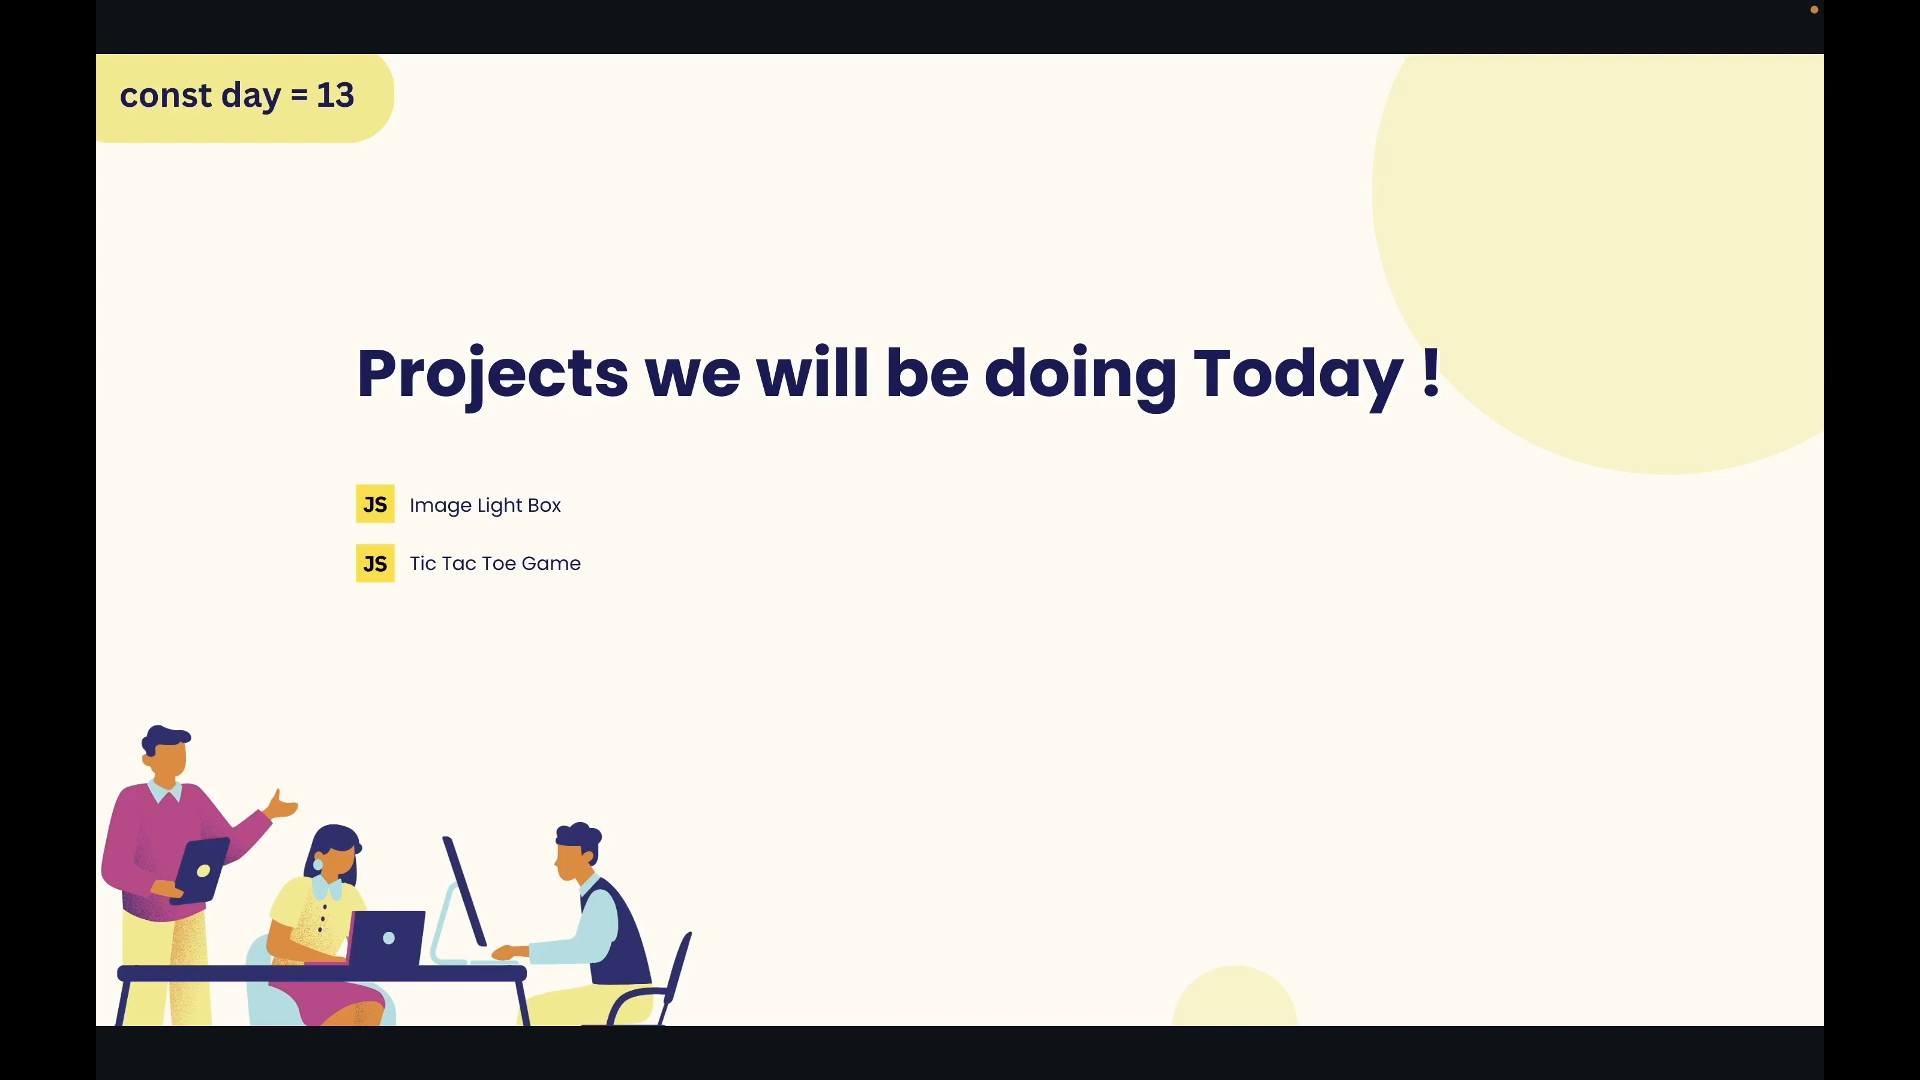 const day = 13
Projects we will be doing Today !
JS Image Light Box
JS Tic Tac Toe Game